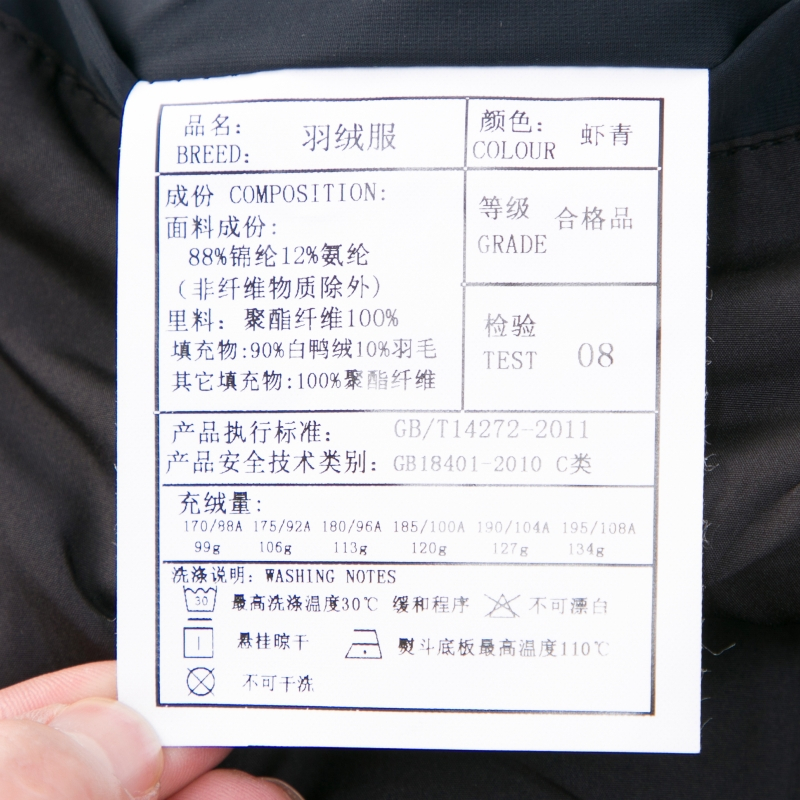 品名: 羽绒服
BREED:
颜色: 虾青
COLOUR
成份 COMPOSITION:
面料成份:
88%锦纶12%氨纶
(非纤维物质除外)
里料: 聚酯纤维100%
填充物:90%白鸭绒10%羽毛
其它填充物:100%聚酯纤维
等级 合格品
GRADE
检验
TEST 08
产品执行标准: GB/T14272-2011
产品安全技术类别: GB18401-2010 C类
充绒量:
170/88A 175/92A 180/96A 185/100A 190/104A 195/108A
99g 106g 113g 120g 127g 134g
洗涤说明: WASHING NOTES
30 最高洗涤温度30℃ 缓和程序 不可漂白
悬挂晾干 熨斗底板最高温度110℃
不可干洗